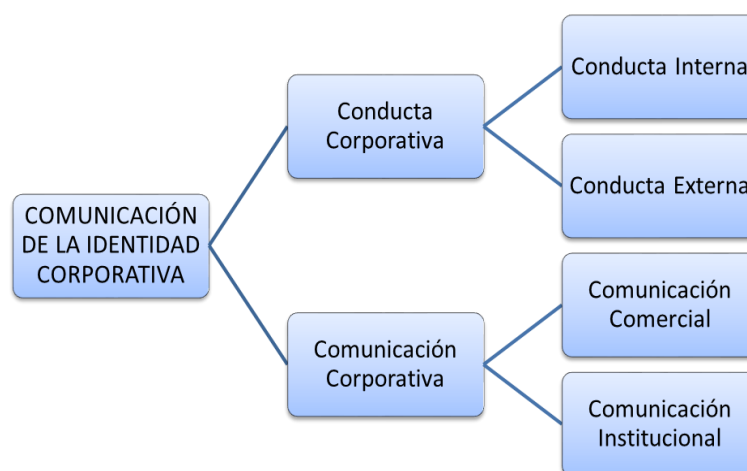 COMUNICACIÓN
DE LA IDENTIDAD
CORPORATIVA
Conducta
Corporativa
Conducta Interna
Conducta Externa
Comunicación
Corporativa
Comunicación
Comercial
Comunicación
Institucional